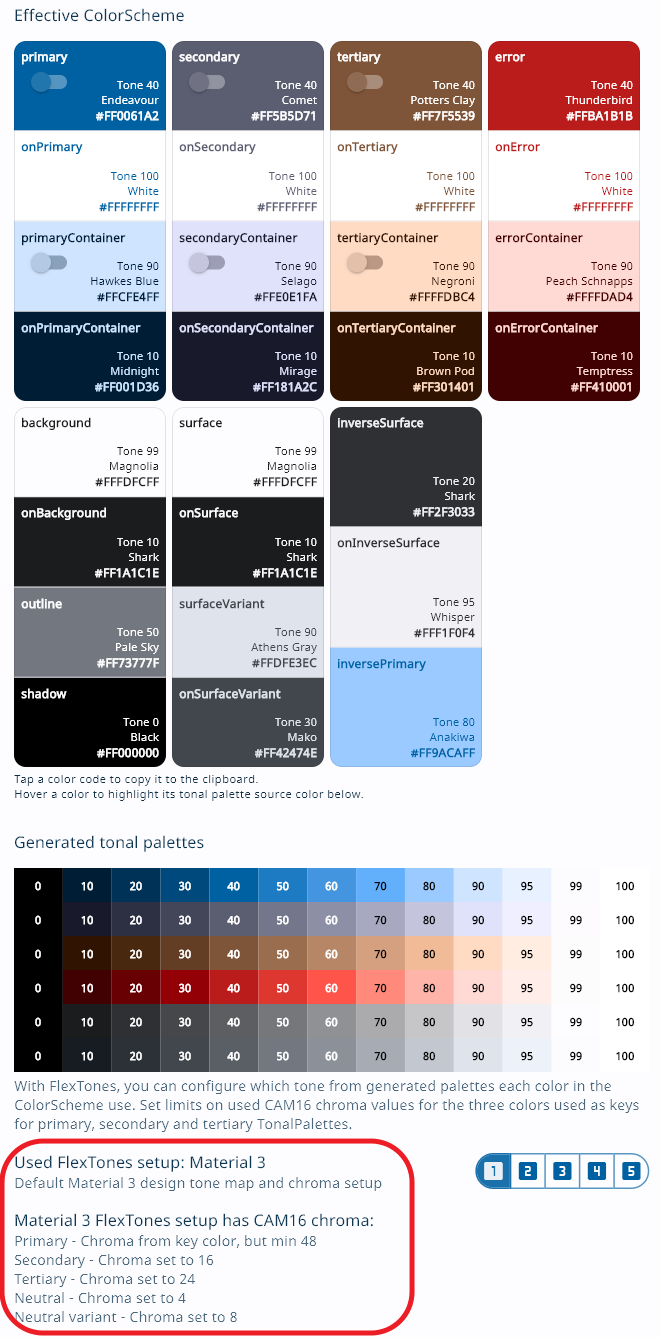 Effective ColorScheme
primary
Tone 40
Endeavour
#FF0061A2
onPrimary
Tone 100
White
#FFFFFFFF
primaryContainer
Tone 90
Hawkes Blue
#FFCFE4FF
onPrimaryContainer
Tone 10
Midnight
#FF001D36
secondary
Tone 40
Comet
#FF5B5D71
onSecondary
Tone 100
White
#FFFFFFFF
secondaryContainer
Tone 90
Selago
#FFE0E1FA
onSecondaryContainer
Tone 10
Mirage
#FF181A2C
tertiary
Tone 40
Potters Clay
#FF7F5539
onTertiary
Tone 100
White
#FFFFFFFF
tertiaryContainer
Tone 90
Negroni
#FFFFDBC4
onTertiaryContainer
Tone 10
Brown Pod
#FF301401
error
Tone 40
Thunderbird
#FFBA1B1B
onError
Tone 100
White
#FFFFFFFF
errorContainer
Tone 90
Peach Schnapps
#FFFFDAD4
onErrorContainer
Tone 10
Temptress
#FF410001
background
Tone 99
Magnolia
#FFFDFCFF
onBackground
Tone 10
Shark
#FF1A1C1E
outline
Tone 50
Pale Sky
#FF73777F
shadow
Tone 0
Black
#FF000000
surface
Tone 99
Magnolia
#FFFDFCFF
onSurface
Tone 10
Shark
#FF1A1C1E
surfaceVariant
Tone 90
Athens Gray
#FFDFE3EC
onSurfaceVariant
Tone 30
Mako
#FF42474E
inverseSurface
Tone 20
Shark
#FF2F3033
onInverseSurface
Tone 95
Whisper
#FFF1F0F4
inversePrimary
Tone 80
Anakiwa
#FF9ACAFF
Tap a color code to copy it to the clipboard.
Hover a color to highlight its tonal palette source color below.
Generated tonal palettes
0 10 20 30 40 50 60 70 80 90 95 99 100
0 10 20 30 40 50 60 70 80 90 95 99 100
0 10 20 30 40 50 60 70 80 90 95 99 100
0 10 20 30 40 50 60 70 80 90 95 99 100
0 10 20 30 40 50 60 70 80 90 95 99 100
0 10 20 30 40 50 60 70 80 90 95 99 100
With FlexTones, you can configure which tone from generated palettes each color in the
ColorScheme use. Set limits on used CAM16 chroma values for the three colors used as keys
for primary, secondary and tertiary TonalPalettes.
Used FlexTones setup: Material 3
Default Material 3 design tone map and chroma setup
1 2 3 4 5
Material 3 FlexTones setup has CAM16 chroma:
Primary - Chroma from key color, but min 48
Secondary - Chroma set to 16
Tertiary - Chroma set to 24
Neutral - Chroma set to 4
Neutral variant - Chroma set to 8